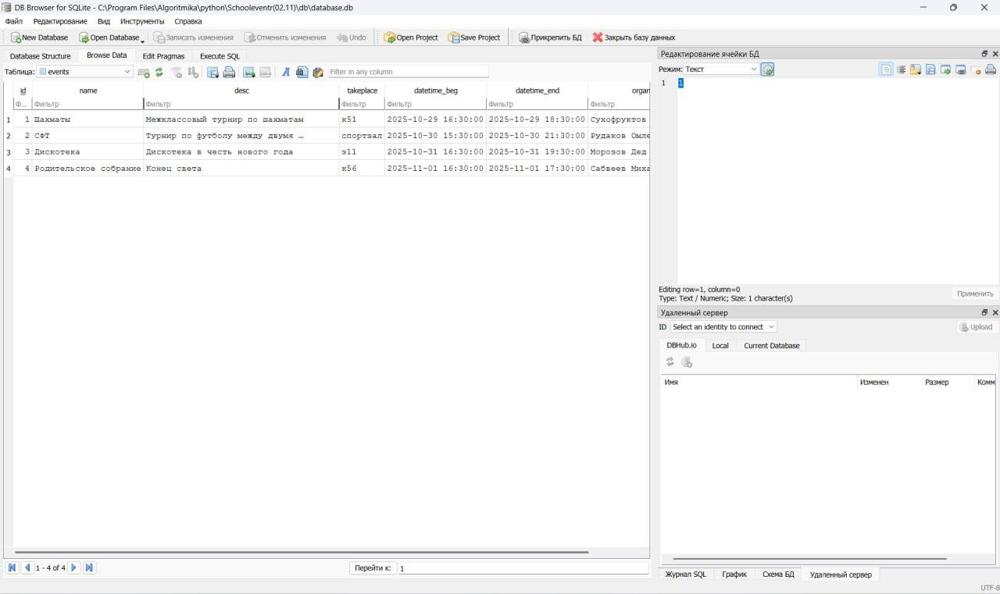 DB Browser for SQLite - C:\Program Files\Algoritmika\python\Schooleventr(02.11)\db\database.db
Файл Редактирование Вид Инструменты Справка
New Database Open Database Записать изменения Отменить изменения Undo Open Project Save Project Прикрепить БД Закрыть базу данных
Database Structure Browse Data Edit Pragmas Execute SQL
Таблица: events Filter in any column
id name desc takeplace datetime_beg datetime_end organ
Ф... Фильтр Фильтр Фильтр Фильтр Фильтр Фильтр
1 1 Шахматы Межклассовый турнир по шахматам к51 2025-10-29 16:30:00 2025-10-29 18:30:00 Сухофруктов
2 2 СФТ Турнир по футболу между двумя … спортзал 2025-10-30 15:30:00 2025-10-30 21:30:00 Рудаков Омле
3 3 Дискотека Дискотека в честь нового года э11 2025-10-31 16:30:00 2025-10-31 19:30:00 Морозов Дед
4 4 Родительское собрание Конец света к56 2025-11-01 16:30:00 2025-11-01 17:30:00 Сабвеев Миха
1 - 4 of 4 Перейти к: 1
Редактирование ячейки БД
Режим: Текст
1 1
Editing row=1, column=0
Type: Text / Numeric; Size: 1 character(s)
Применить
Удаленный сервер
ID Select an identity to connect Upload
DBHub.io Local Current Database
Имя Изменен Размер Комм
Журнал SQL График Схема БД Удаленный сервер
UTF-8